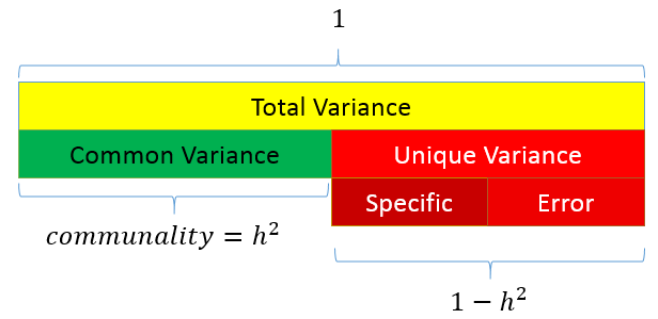 1
Total Variance
Common Variance Unique Variance
Specific Error
communality = h²
1 − h²